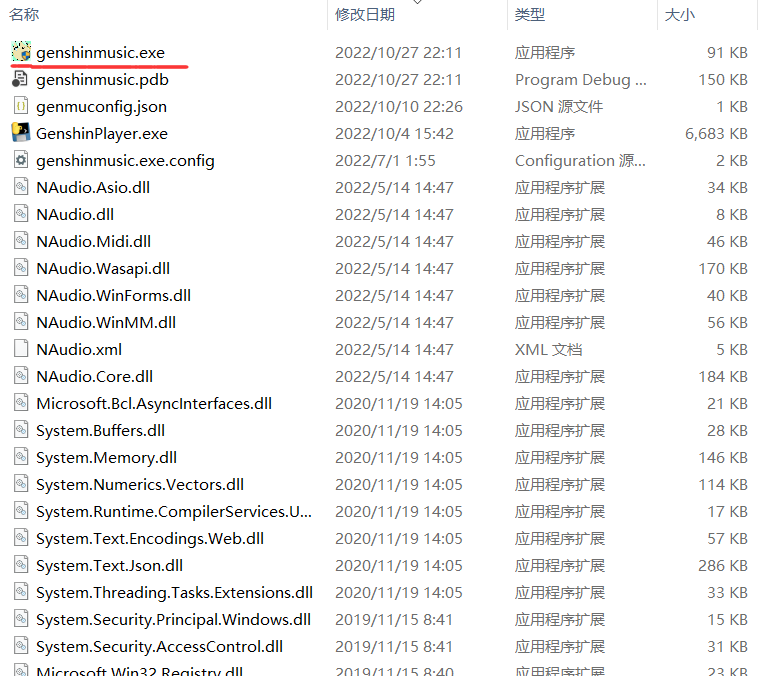 名称 修改日期 类型 大小
genshinmusic.exe 2022/10/27 22:11 应用程序 91 KB
genshinmusic.pdb 2022/10/27 22:11 Program Debug ... 150 KB
genmuconfig.json 2022/10/10 22:26 JSON 源文件 1 KB
GenshinPlayer.exe 2022/10/4 15:42 应用程序 6,683 KB
genshinmusic.exe.config 2022/7/1 1:55 Configuration 源... 2 KB
NAudio.Asio.dll 2022/5/14 14:47 应用程序扩展 34 KB
NAudio.dll 2022/5/14 14:47 应用程序扩展 8 KB
NAudio.Midi.dll 2022/5/14 14:47 应用程序扩展 46 KB
NAudio.Wasapi.dll 2022/5/14 14:47 应用程序扩展 170 KB
NAudio.WinForms.dll 2022/5/14 14:47 应用程序扩展 40 KB
NAudio.WinMM.dll 2022/5/14 14:47 应用程序扩展 56 KB
NAudio.xml 2022/5/14 14:47 XML 文档 5 KB
NAudio.Core.dll 2022/5/14 14:47 应用程序扩展 184 KB
Microsoft.Bcl.AsyncInterfaces.dll 2020/11/19 14:05 应用程序扩展 21 KB
System.Buffers.dll 2020/11/19 14:05 应用程序扩展 28 KB
System.Memory.dll 2020/11/19 14:05 应用程序扩展 146 KB
System.Numerics.Vectors.dll 2020/11/19 14:05 应用程序扩展 114 KB
System.Runtime.CompilerServices.U... 2020/11/19 14:05 应用程序扩展 17 KB
System.Text.Encodings.Web.dll 2020/11/19 14:05 应用程序扩展 57 KB
System.Text.Json.dll 2020/11/19 14:05 应用程序扩展 286 KB
System.Threading.Tasks.Extensions.dll 2020/11/19 14:05 应用程序扩展 33 KB
System.Security.Principal.Windows.dll 2019/11/15 8:41 应用程序扩展 15 KB
System.Security.AccessControl.dll 2019/11/15 8:41 应用程序扩展 31 KB
Microsoft.Win32.Registry.dll 2019/11/15 8:40 应用程序扩展 23 KB